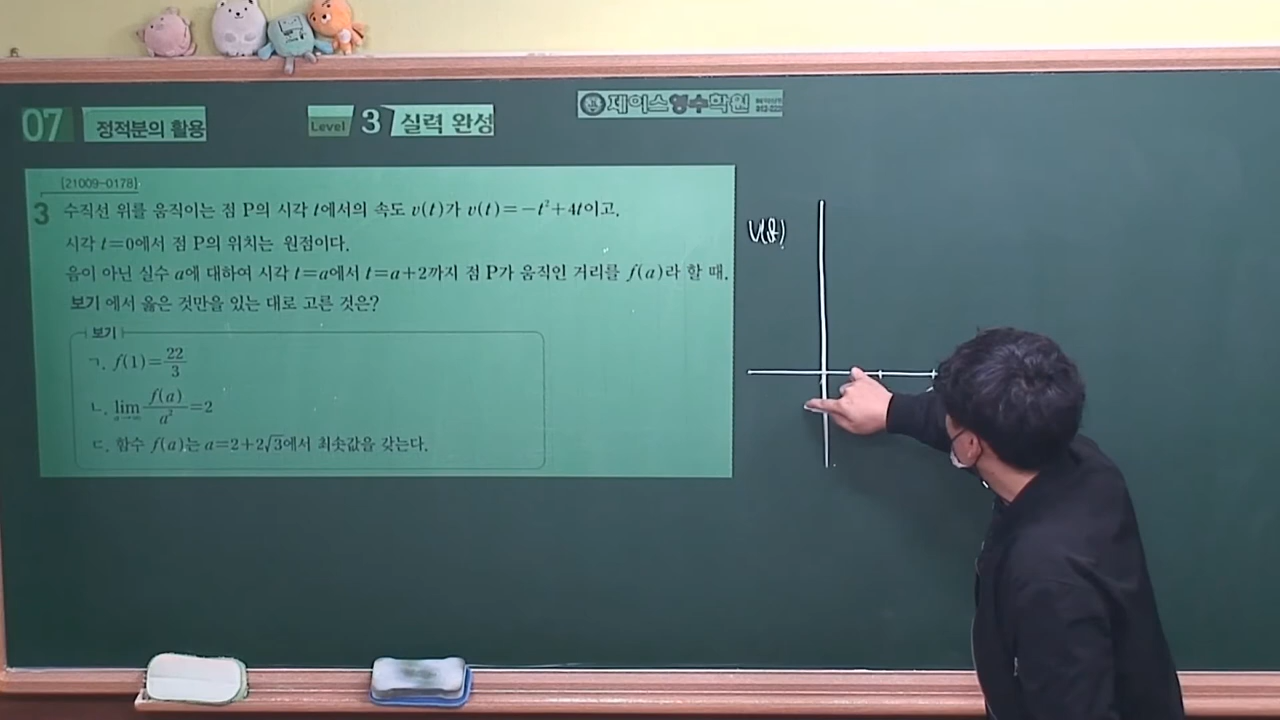 07 정적분의 활용 Level 3 실력 완성
제이스영수학원
[21009-0178]
3 수직선 위를 움직이는 점 P의 시각 t에서의 속도 v(t)가 v(t)=-t²+4t이고,
시각 t=0에서 점 P의 위치는 원점이다.
음이 아닌 실수 a에 대하여 시각 t=a에서 t=a+2까지 점 P가 움직인 거리를 f(a)라 할 때,
보기 에서 옳은 것만을 있는 대로 고른 것은?
보기
ㄱ. f(1)=22/3
ㄴ. lim f(a)/a²=2
ㄷ. 함수 f(a)는 a=2+2√3에서 최솟값을 갖는다.